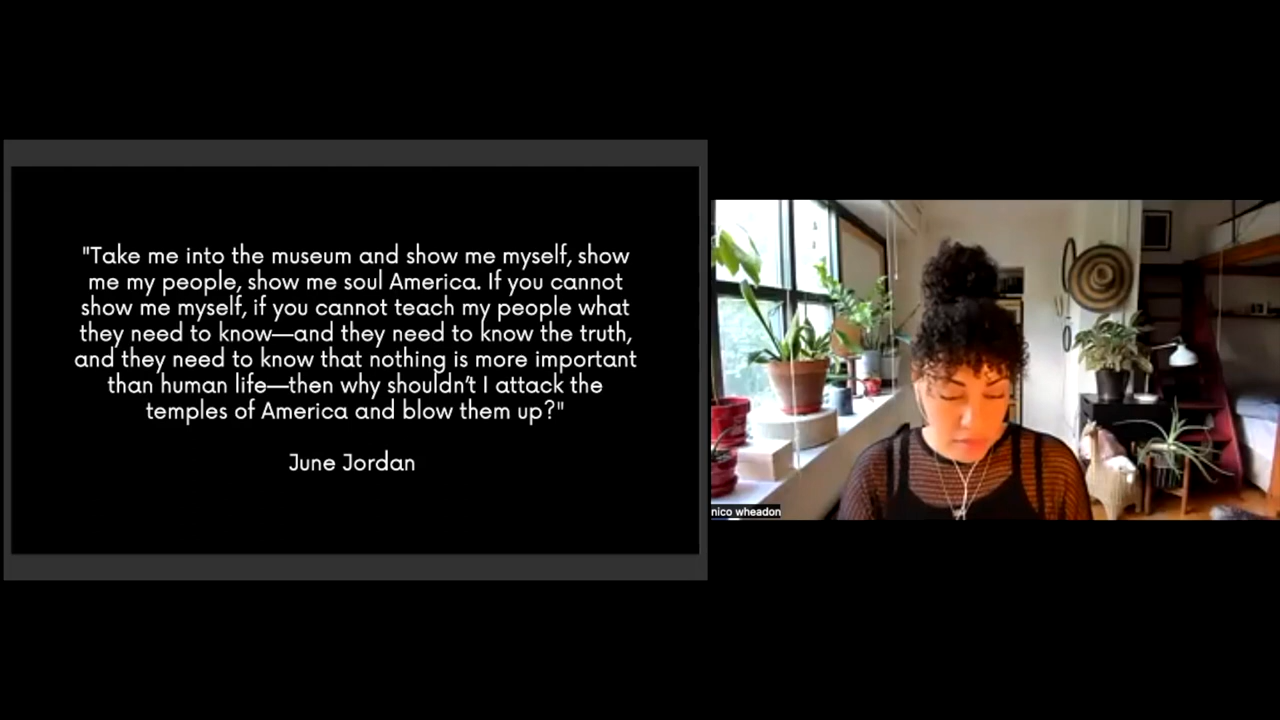 "Take me into the museum and show me myself, show
me my people, show me soul America. If you cannot
show me myself, if you cannot teach my people what
they need to know—and they need to know the truth,
and they need to know that nothing is more important
than human life—then why shouldn't I attack the
temples of America and blow them up?"
June Jordan
nico wheadon